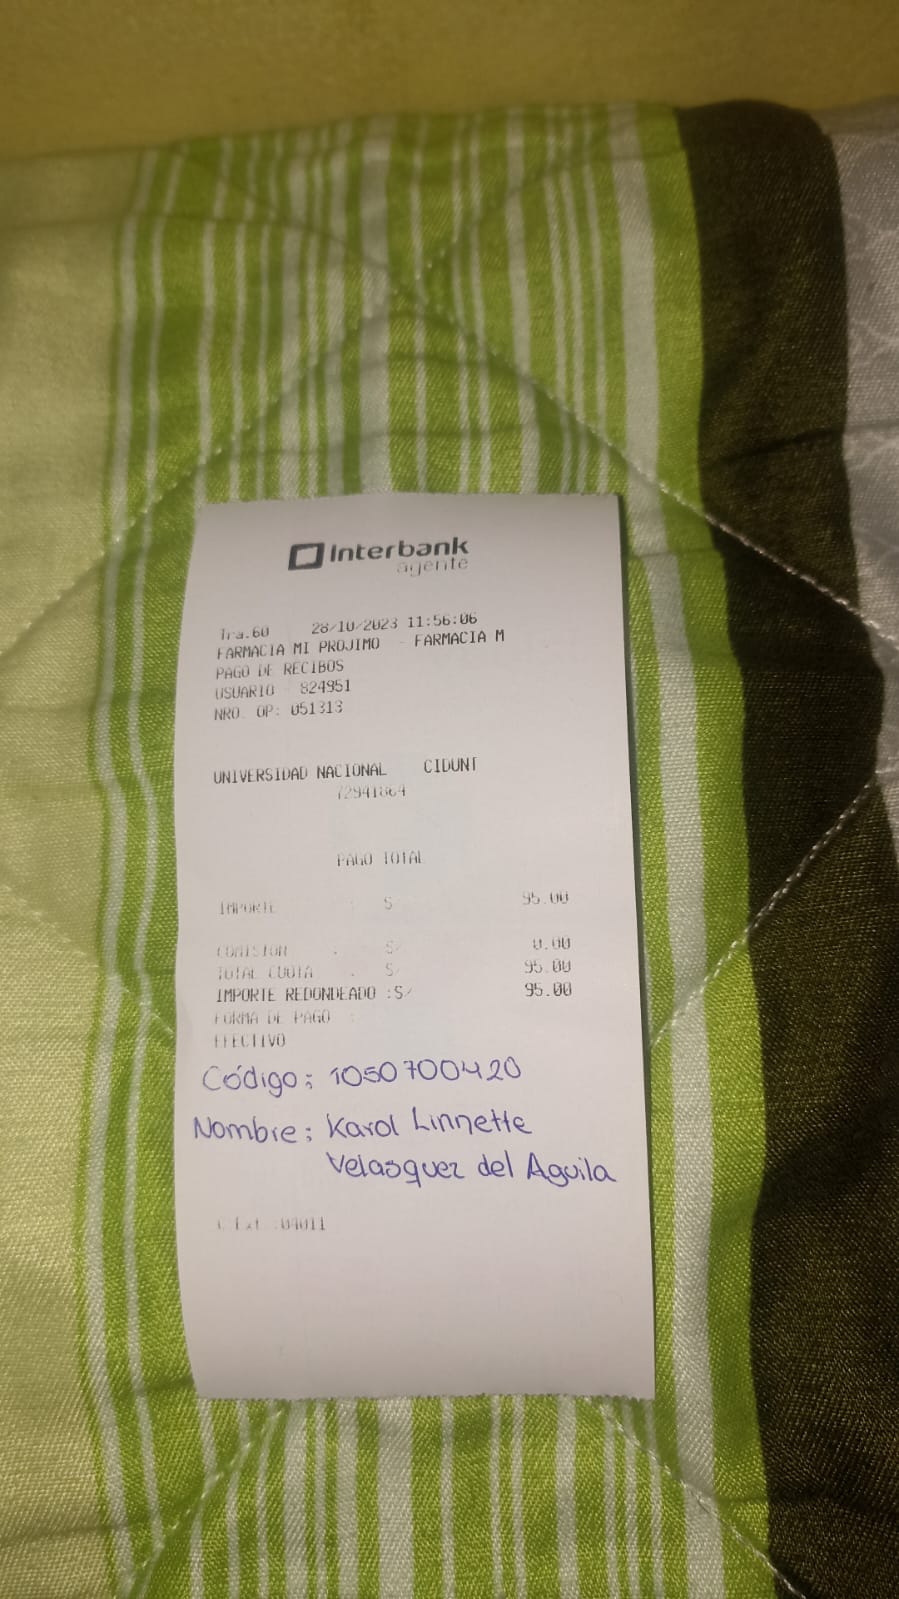 Interbank
agente
Tra.60 28/10/2023 11:56:06
FARMACIA MI PROJIMO - FARMACIA M
PAGO DE RECIBOS
USUARIO 824951
NRO. OP: 051313
UNIVERSIDAD NACIONAL CIDUNT
72941864
PAGO TOTAL
IMPORTE S 95.00
COMISION . S/ 0.00
TOTAL CUOTA . S/ 95.00
IMPORTE REDONDEADO :S/ 95.00
FORMA DE PAGO
EFECTIVO
Código: 1050700420
Nombre: Karol Linnette
Velasquez del Aguila
:04011